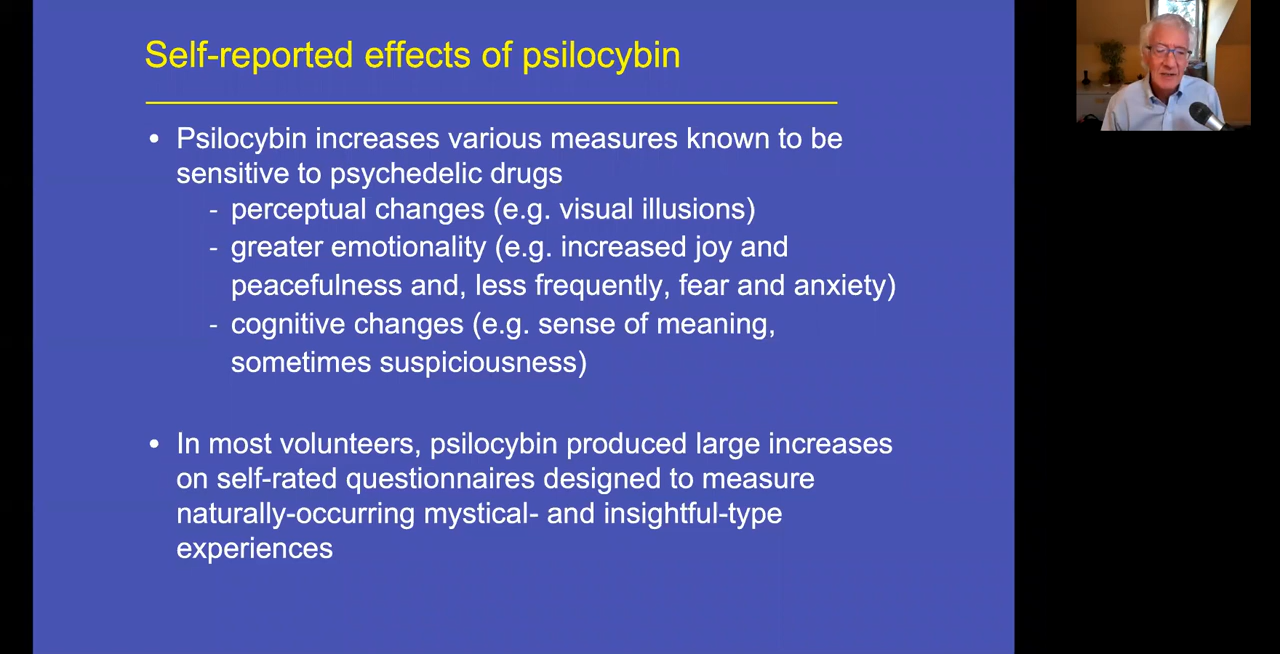 Self-reported effects of psilocybin
• Psilocybin increases various measures known to be
sensitive to psychedelic drugs
- perceptual changes (e.g. visual illusions)
- greater emotionality (e.g. increased joy and
peacefulness and, less frequently, fear and anxiety)
- cognitive changes (e.g. sense of meaning,
sometimes suspiciousness)
• In most volunteers, psilocybin produced large increases
on self-rated questionnaires designed to measure
naturally-occurring mystical- and insightful-type
experiences